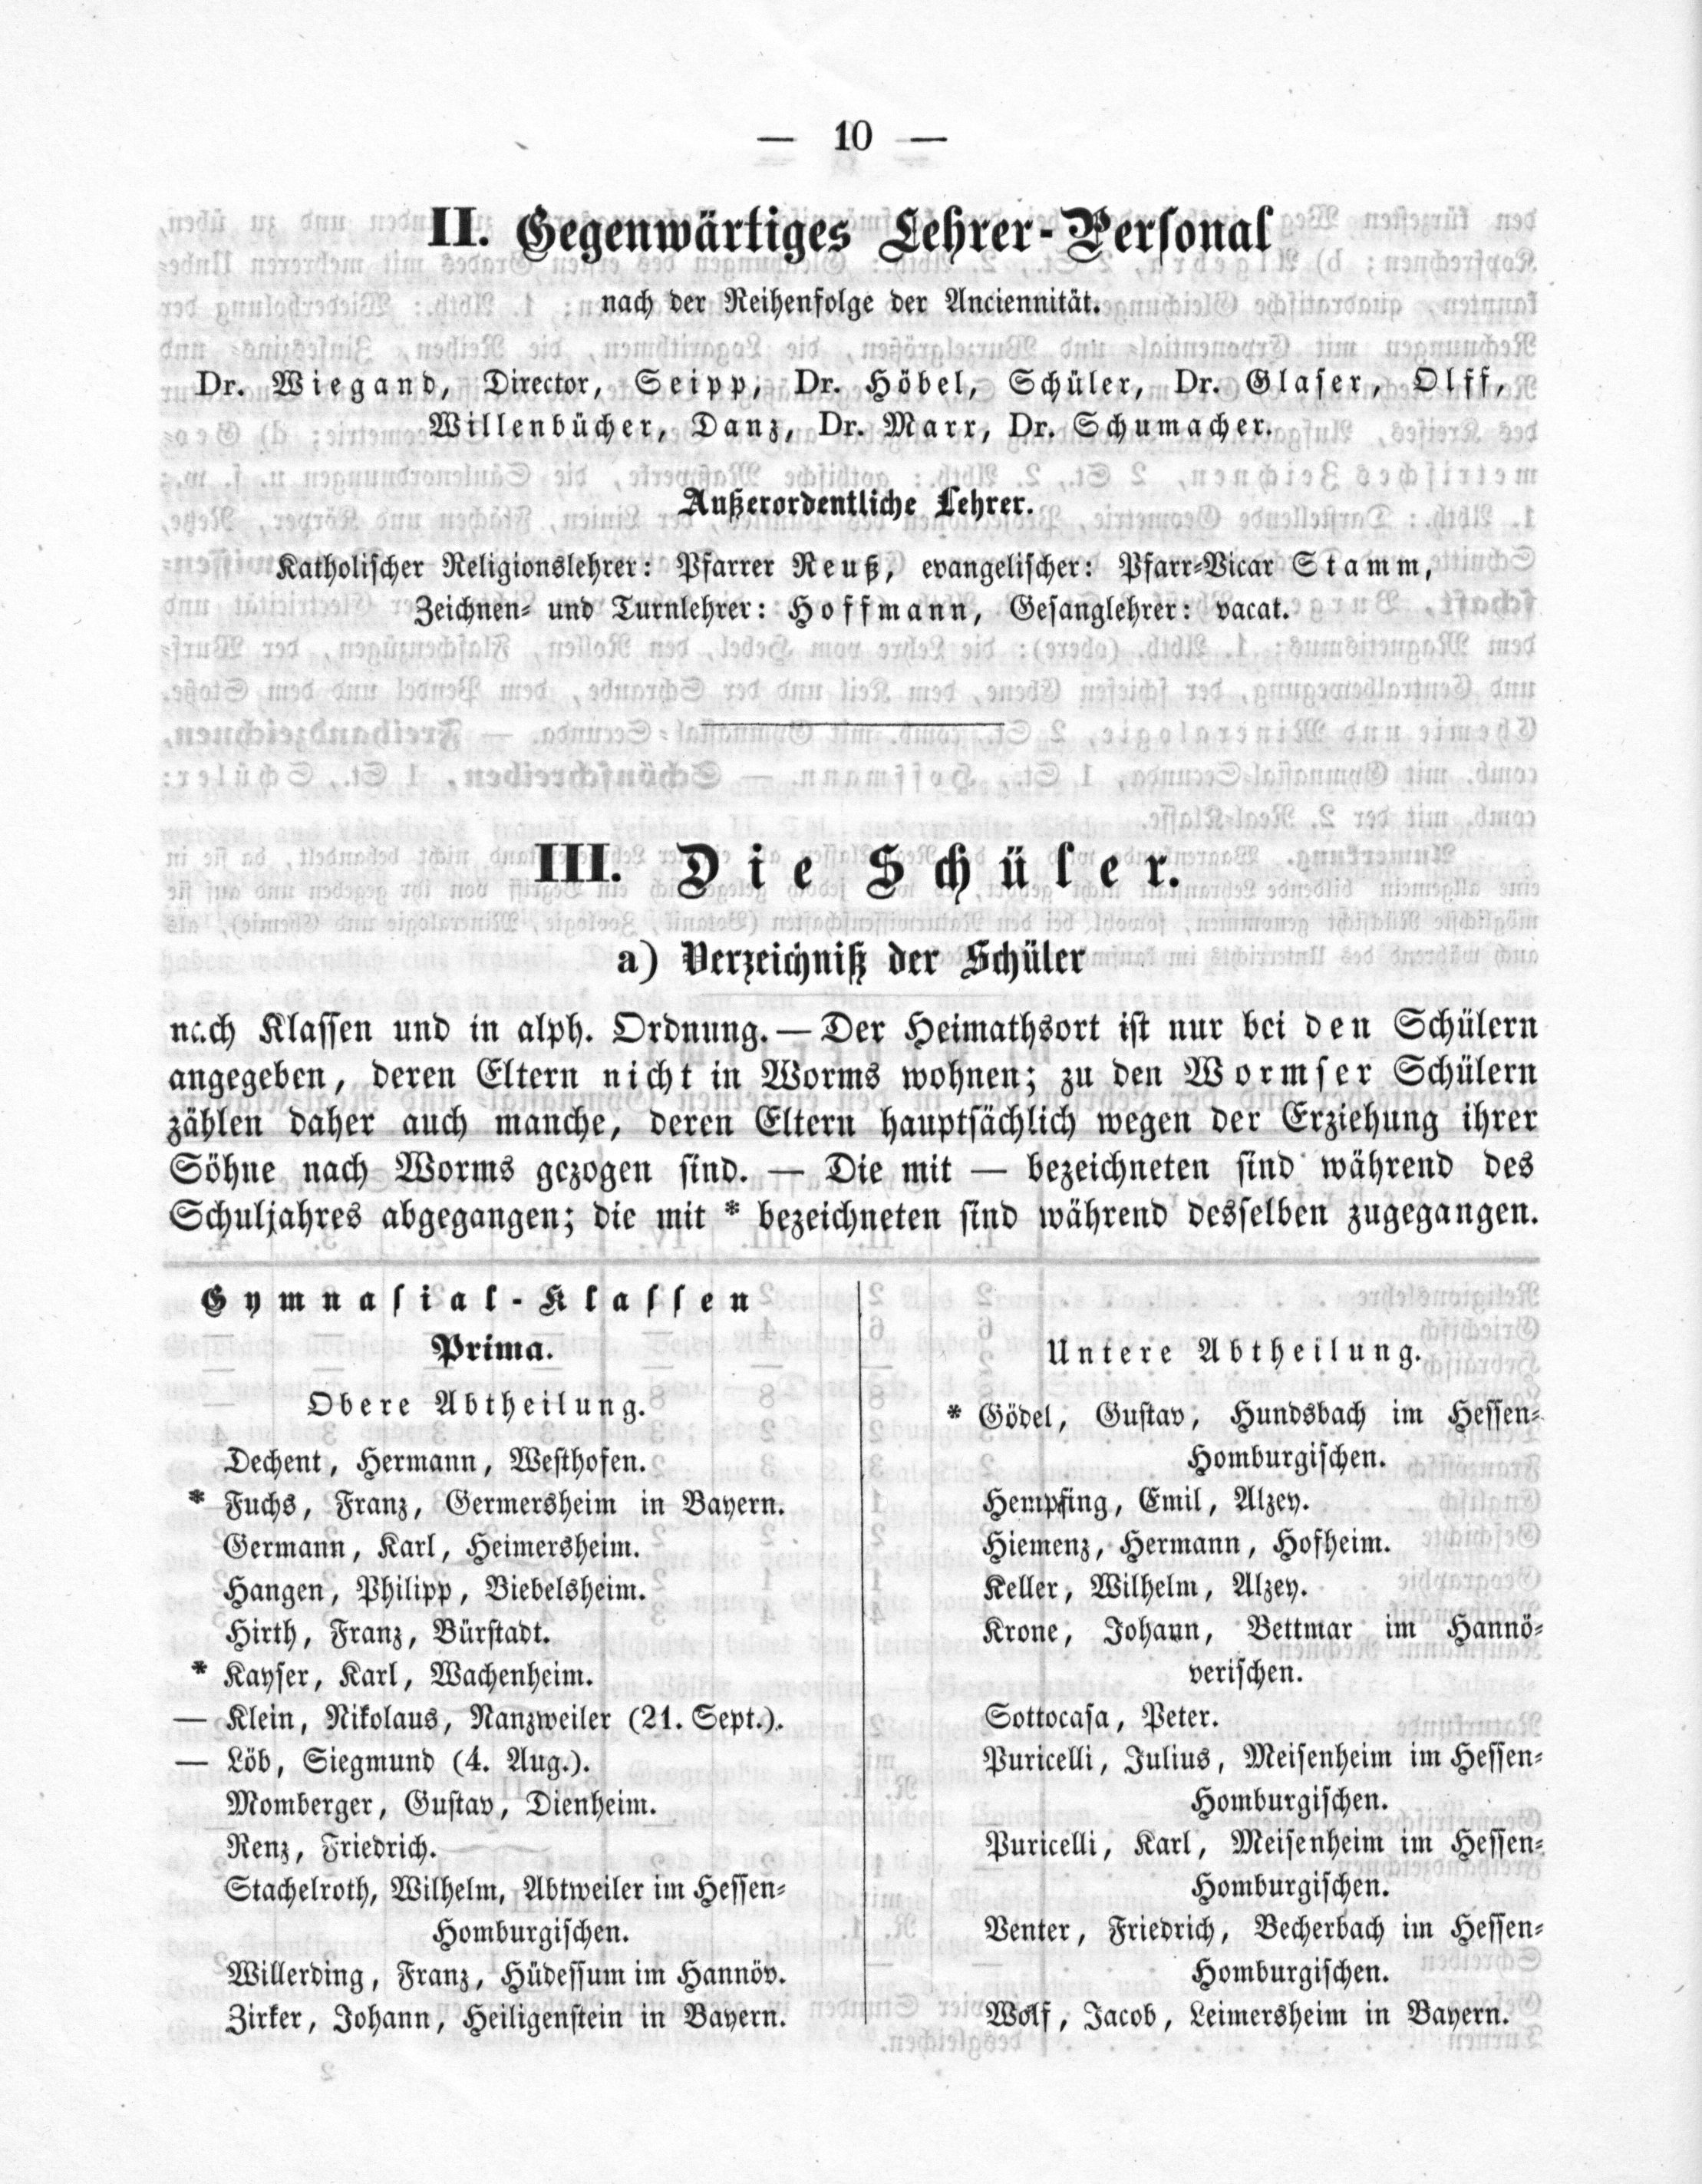 — 10 —
II. Gegenwärtiges Lehrer-Personal
nach der Reihenfolge der Anciennität.
Dr. Wiegand, Director, Seipp, Dr. Höbel, Schüler, Dr. Glaser, Olff,
Willenbücher, Danz, Dr. Marx, Dr. Schumacher.
Außerordentliche Lehrer.
Katholischer Religionslehrer: Pfarrer Reuß, evangelischer: Pfarr-Vicar Stamm,
Zeichnen- und Turnlehrer: Hoffmann, Gesanglehrer: vacat.
III. Die Schüler.
a) Verzeichniß der Schüler
nach Klassen und in alph. Ordnung. — Der Heimathsort ist nur bei den Schülern
angegeben, deren Eltern nicht in Worms wohnen; zu den Wormser Schülern
zählen daher auch manche, deren Eltern hauptsächlich wegen der Erziehung ihrer
Söhne nach Worms gezogen sind. — Die mit — bezeichneten sind während des
Schuljahres abgegangen; die mit * bezeichneten sind während desselben zugegangen.
Gymnasial-Klassen
Prima.
Obere Abtheilung.
Dechent, Hermann, Westhofen.
* Fuchs, Franz, Germersheim in Bayern.
Germann, Karl, Heimersheim.
Hangen, Philipp, Biebelsheim.
Hirth, Franz, Bürstadt.
* Kayser, Karl, Wachenheim.
— Klein, Nikolaus, Nanzweiler (21. Sept.).
— Löb, Siegmund (4. Aug.).
Momberger, Gustav, Dienheim.
Renz, Friedrich.
Stachelroth, Wilhelm, Abtweiler im Hessen-
Homburgischen.
Willerding, Franz, Hüdessum im Hannöv.
Zirker, Johann, Heiligenstein in Bayern.
Untere Abtheilung.
* Gödel, Gustav, Hundsbach im Hessen-
Homburgischen.
Hempfing, Emil, Alzey.
Hiemenz, Hermann, Hofheim.
Keller, Wilhelm, Alzey.
Krone, Johann, Bettmar im Hannö-
verischen.
Sottocasa, Peter.
Puricelli, Julius, Meisenheim im Hessen-
Homburgischen.
Puricelli, Karl, Meisenheim im Hessen-
Homburgischen.
Venter, Friedrich, Becherbach im Hessen-
Homburgischen.
Wolf, Jacob, Leimersheim in Bayern.